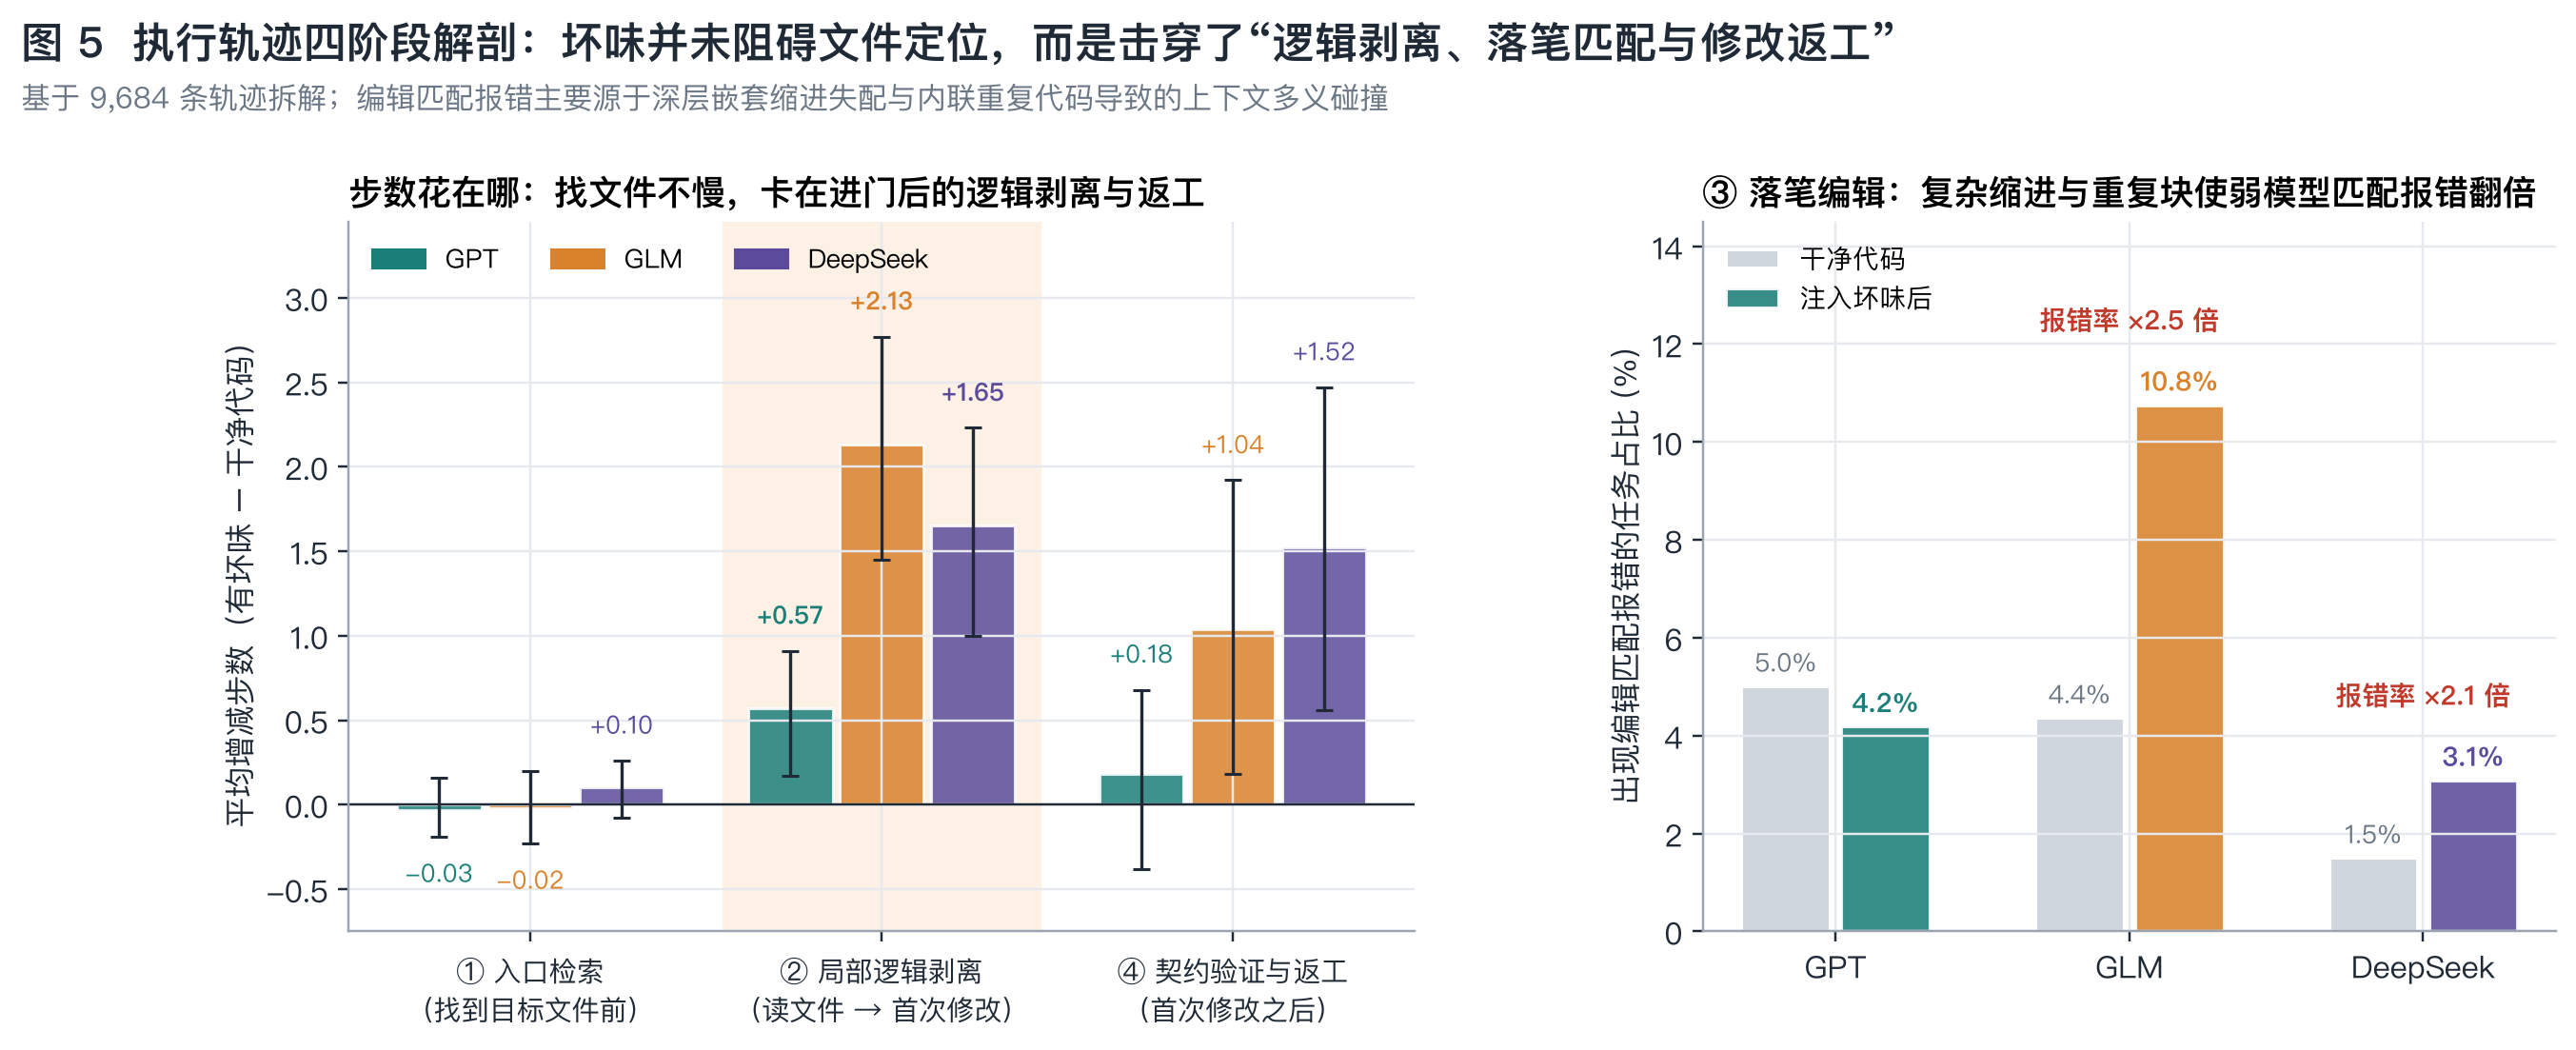 图 5 执行轨迹四阶段解剖：坏味并未阻碍文件定位，而是击穿了“逻辑剥离、落笔匹配与修改返工”
基于 9,684 条轨迹拆解；编辑匹配报错主要源于深层嵌套缩进失配与内联重复代码导致的上下文多义碰撞
步数花在哪：找文件不慢，卡在进门后的逻辑剥离与返工
GPT
GLM
DeepSeek
平均增减步数（有坏味 — 干净代码）
3.0
2.5
2.0
1.5
1.0
0.5
0.0
−0.5
−0.03
−0.02
+0.10
+0.57
+2.13
+1.65
+0.18
+1.04
+1.52
① 入口检索
（找到目标文件前）
② 局部逻辑剥离
（读文件 → 首次修改）
④ 契约验证与返工
（首次修改之后）
③ 落笔编辑：复杂缩进与重复块使弱模型匹配报错翻倍
干净代码
注入坏味后
出现编辑匹配报错的任务占比（%）
14
12
10
8
6
4
2
0
5.0%
4.2%
报错率 ×2.5 倍
4.4%
10.8%
报错率 ×2.1 倍
1.5%
3.1%
GPT
GLM
DeepSeek